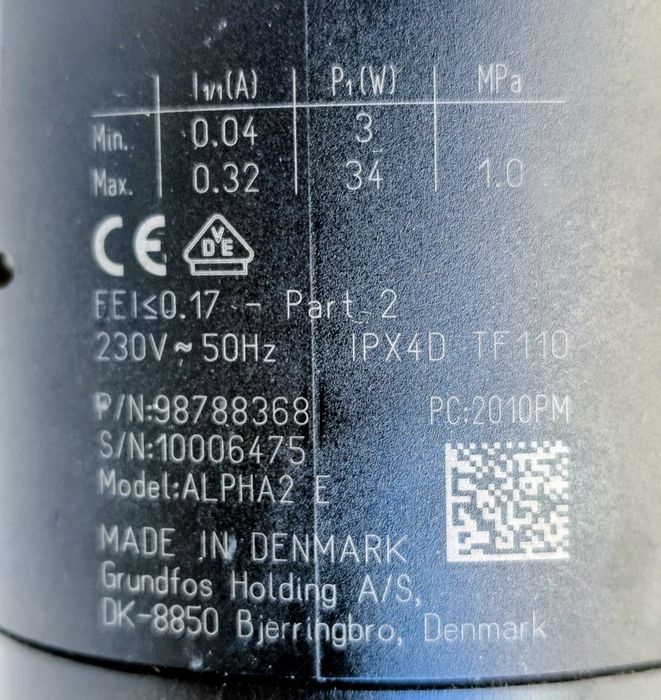 I1/1(A) P1(W) MPa
Min. 0.04 3
Max. 0.32 34 1.0
CE VDE
EEI≤0.17 - Part 2
230V ~ 50Hz IPX4D TF110
P/N:98788368 PC:2010PM
S/N:10006475
Model:ALPHA2 E
MADE IN DENMARK
Grundfos Holding A/S,
DK-8850 Bjerringbro, Denmark